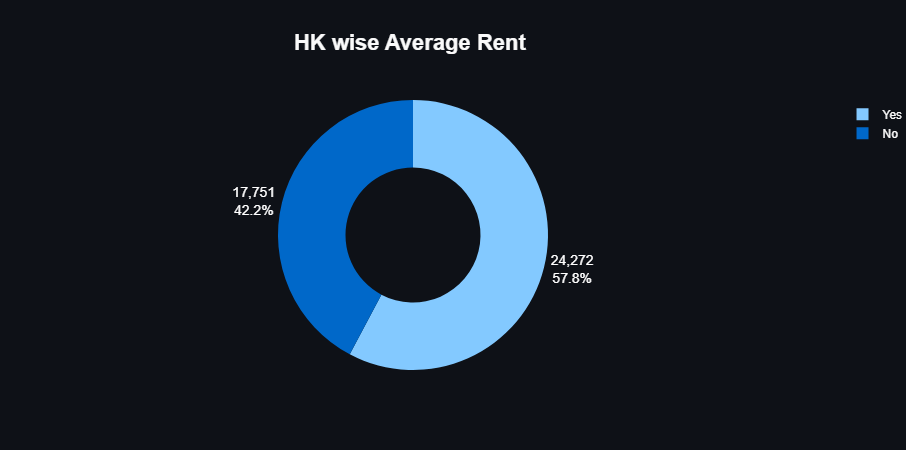 HK wise Average Rent
Yes
No
17,751
42.2%
24,272
57.8%